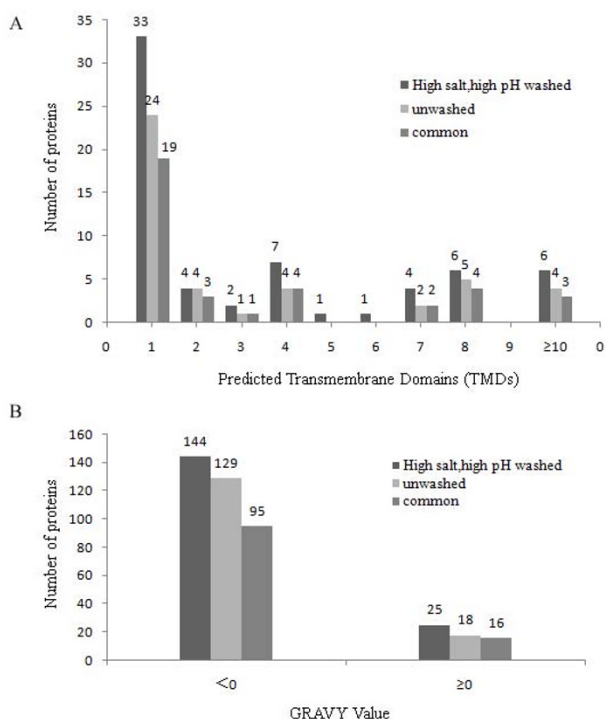 A
Number of proteins
35
30
25
20
15
10
5
0
33
24
19
4 4 3
2 1 1
7 4 4
1
1
4 2 2
6 5 4
6 4 3
High salt,high pH washed
unwashed
common
0 1 2 3 4 5 6 7 8 9 ≥10 0
Predicted Transmembrane Domains (TMDs)
B
Number of proteins
160
140
120
100
80
60
40
20
0
144
129
95
25 18 16
High salt,high pH washed
unwashed
common
<0 ≥0
GRAVY Value